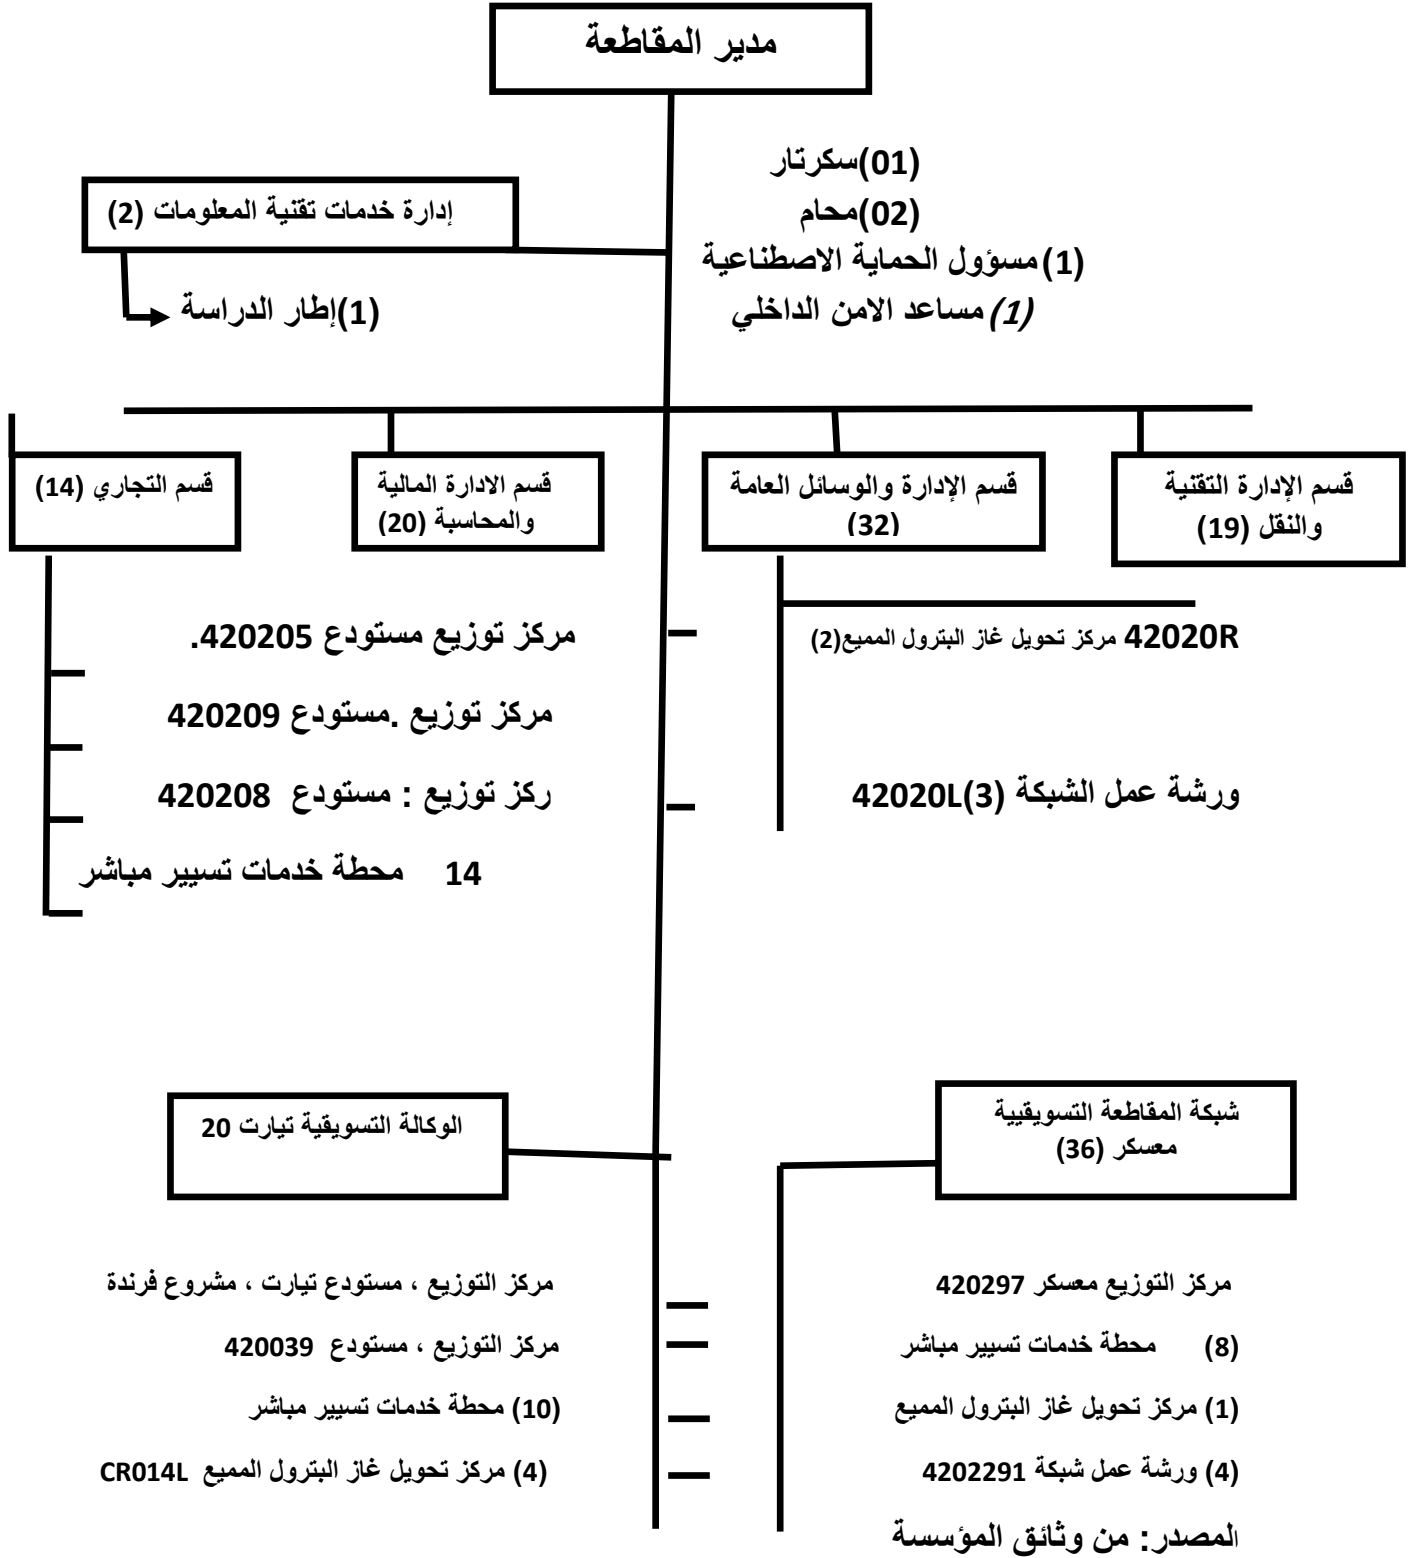 مدير المقاطعة
(01)سكرتار
(02)محام
(1)مسؤول الحماية الاصطناعية
(1)مساعد الامن الداخلي
إدارة خدمات تقنية المعلومات (2)
(1)إطار الدراسة
قسم الإدارة التقنية
والنقل (19)
قسم الإدارة والوسائل العامة
(32)
قسم الادارة المالية
والمحاسبة (20)
قسم التجاري (14)
42020R مركز تحويل غاز البترول المميع(2)
ورشة عمل الشبكة 42020L(3)
مركز توزيع مستودع 420205.
مركز توزيع .مستودع 420209
ركز توزيع : مستودع 420208
14 محطة خدمات تسيير مباشر
شبكة المقاطعة التسويقييية
معسكر (36)
الوكالة التسويقية تيارت 20
مركز التوزيع معسكر 420297
(8) محطة خدمات تسيير مباشر
(1) مركز تحويل غاز البترول المميع
(4) ورشة عمل شبكة 4202291
مركز التوزيع ، مستودع تيارت ، مشروع فرندة
مركز التوزيع ، مستودع 420039
(10) محطة خدمات تسيير مباشر
(4) مركز تحويل غاز البترول المميع CR014L
المصدر: من وثائق المؤسسة